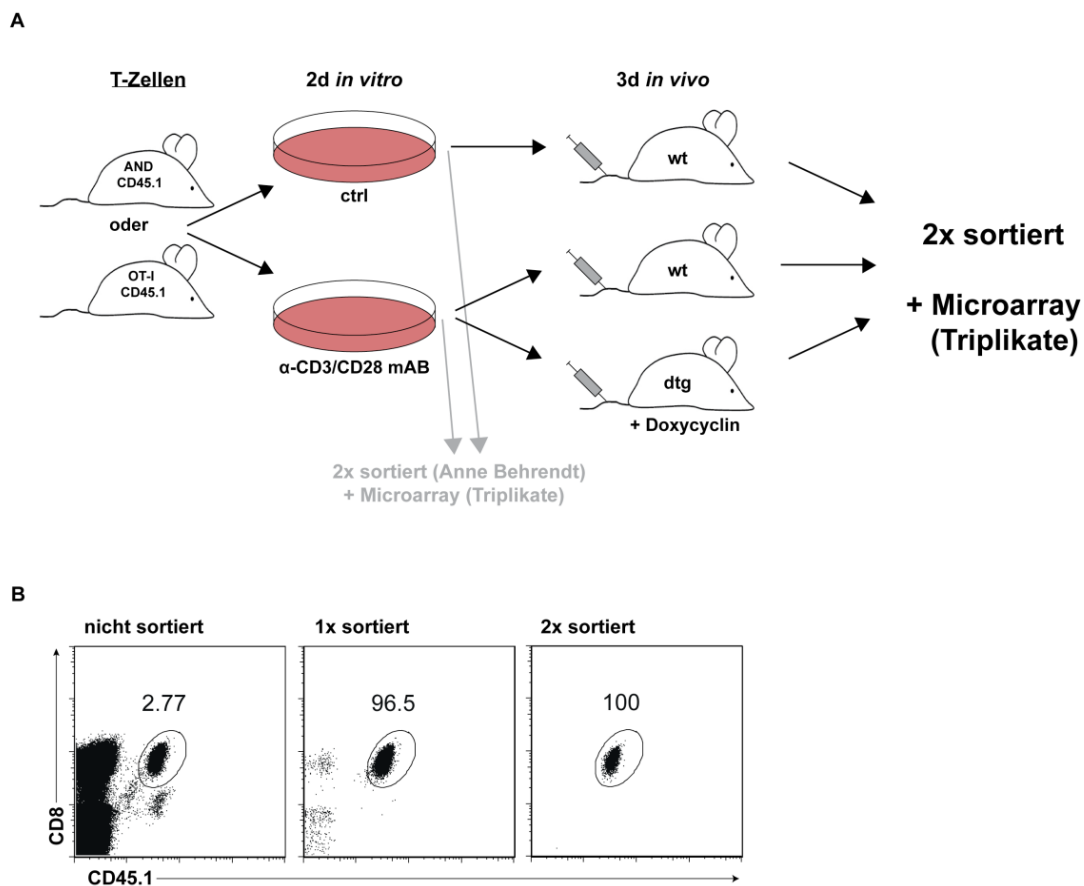 A
T-Zellen
2d in vitro
3d in vivo
AND
CD45.1
oder
OT-I
CD45.1
ctrl
α-CD3/CD28 mAB
wt
wt
dtg
+ Doxycyclin
2x sortiert
+ Microarray
(Triplikate)
2x sortiert (Anne Behrendt)
+ Microarray (Triplikate)
B
nicht sortiert
1x sortiert
2x sortiert
2.77
96.5
100
CD8
CD45.1